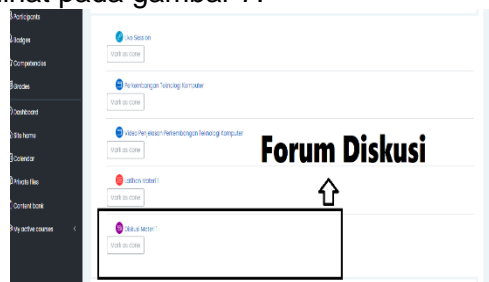 lihat pada gambar 7.
Participants
Badges
Competencies
Grades
Dashboard
Site home
Calendar
Private files
Content bank
My active courses
Live Session
Mark as done
Perkembangan Teknologi Komputer
Mark as done
Video Penjelasan Perkembangan Teknologi Komputer
Mark as done
Forum Diskusi
Latihan Materi 1
Mark as done
Diskusi Materi 1
Mark as done